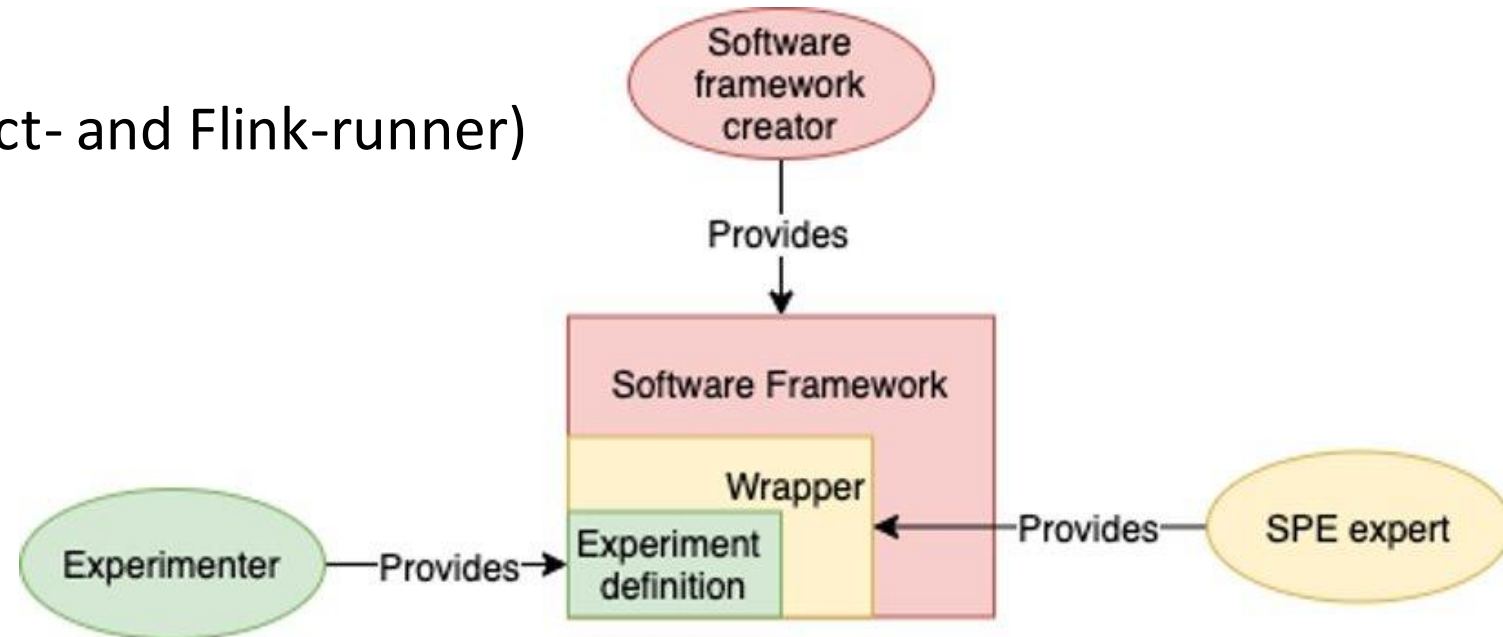 Software
framework
creator
ct- and Flink-runner)
Provides
Software Framework
Wrapper
Experiment
definition
Experimenter
Provides
Provides
SPE expert